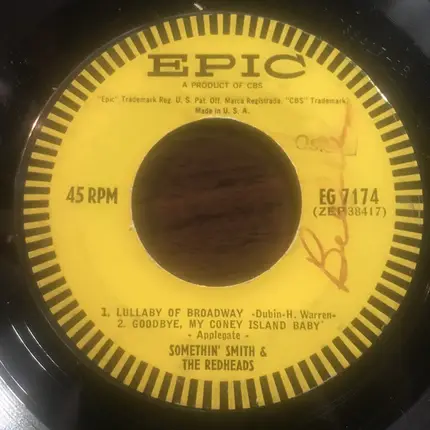 EPIC
A PRODUCT OF CBS
"Epic" Trademark Reg. U. S. Pat. Off. Marca Registrada. "CBS" Trademark.
Made in U. S. A.
45 RPM
EG 7174
(ZEP38417)
1. LULLABY OF BROADWAY -Dubin-H. Warren-
2. GOODBYE, MY CONEY ISLAND BABY
- Applegate -
SOMETHIN' SMITH &
THE REDHEADS